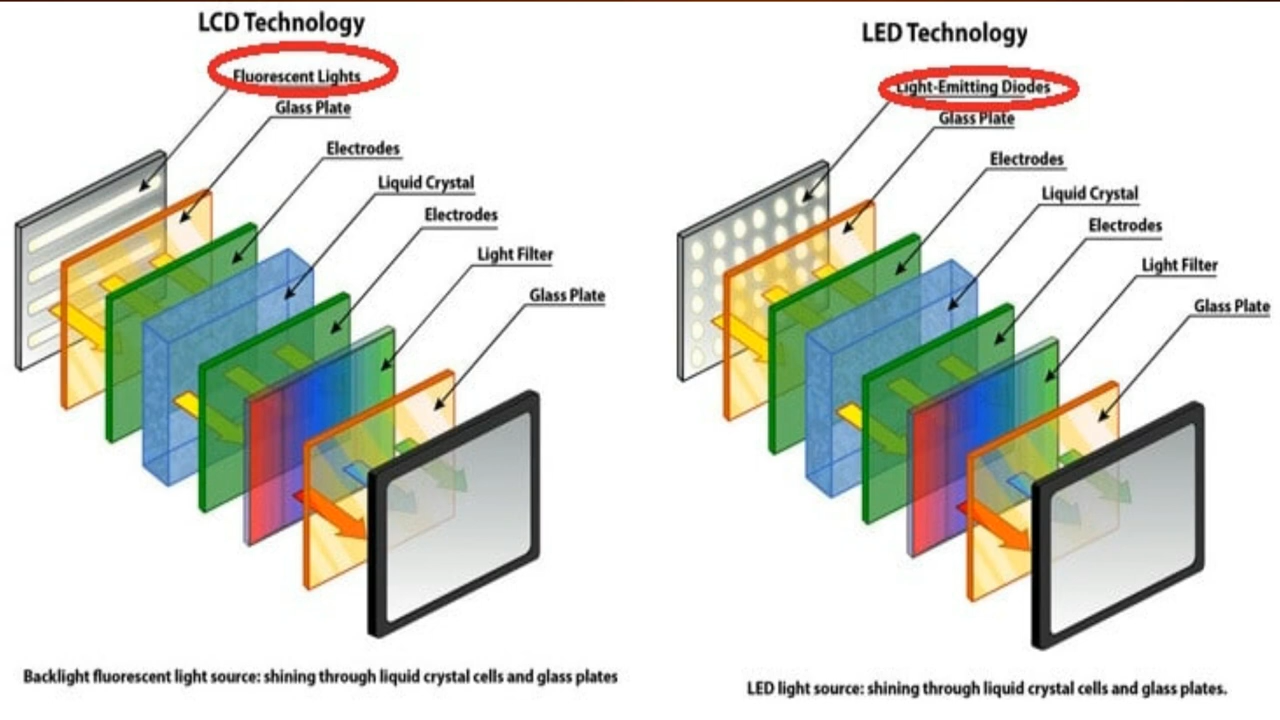 LCD Technology
Fluorescent Lights
Glass Plate
Electrodes
Liquid Crystal
Electrodes
Light Filter
Glass Plate
Backlight fluorescent light source: shining through liquid crystal cells and glass plates
LED Technology
Light-Emitting Diodes
Glass Plate
Electrodes
Liquid Crystal
Electrodes
Light Filter
Glass Plate
LED light source: shining through liquid crystal cells and glass plates.